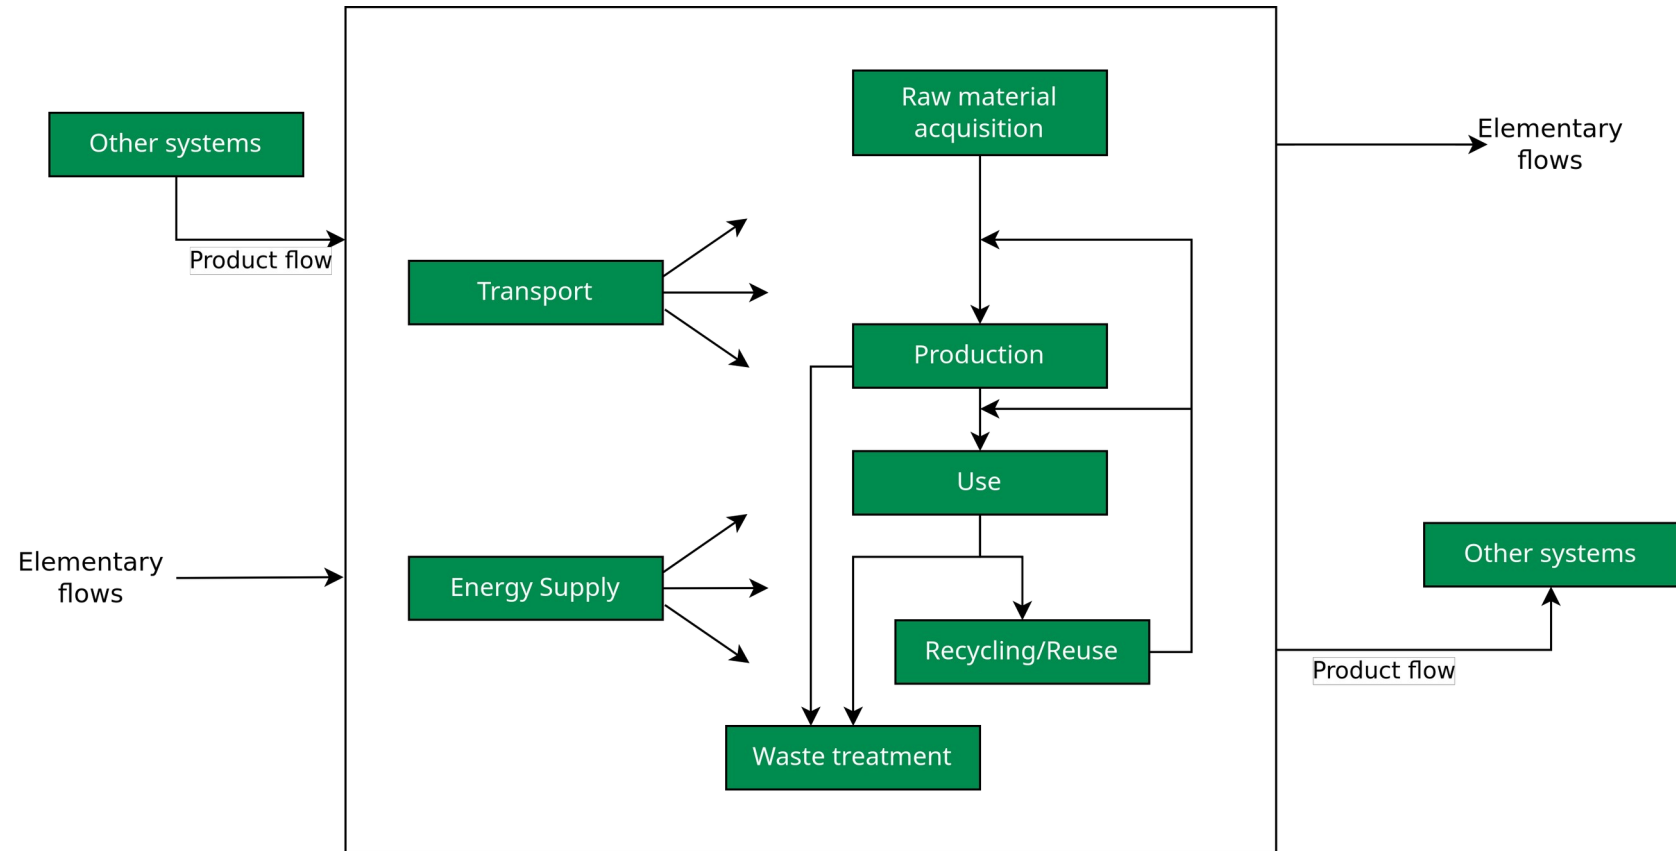 Raw material
acquisition
Other systems
Elementary
flows
Product flow
Transport
Production
Use
Elementary
flows
Energy Supply
Other systems
Recycling/Reuse
Product flow
Waste treatment